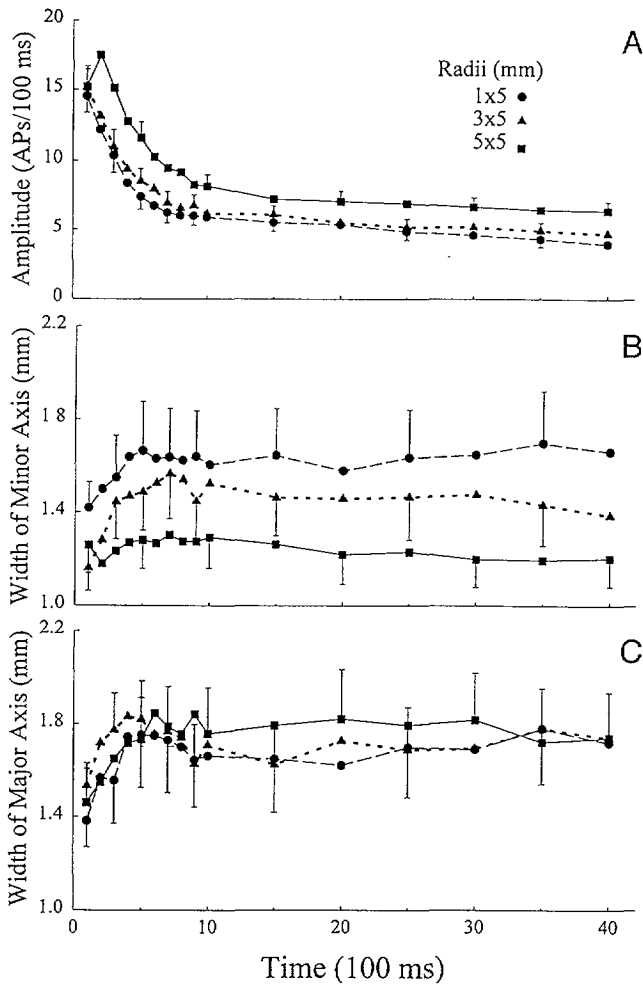 A
Radii (mm)
1x5
3x5
5x5
Amplitude (APs/100 ms)
20
15
10
5
0
B
Width of Minor Axis (mm)
2.2
1.8
1.4
1.0
C
Width of Major Axis (mm)
2.2
1.8
1.4
1.0
0 10 20 30 40
Time (100 ms)